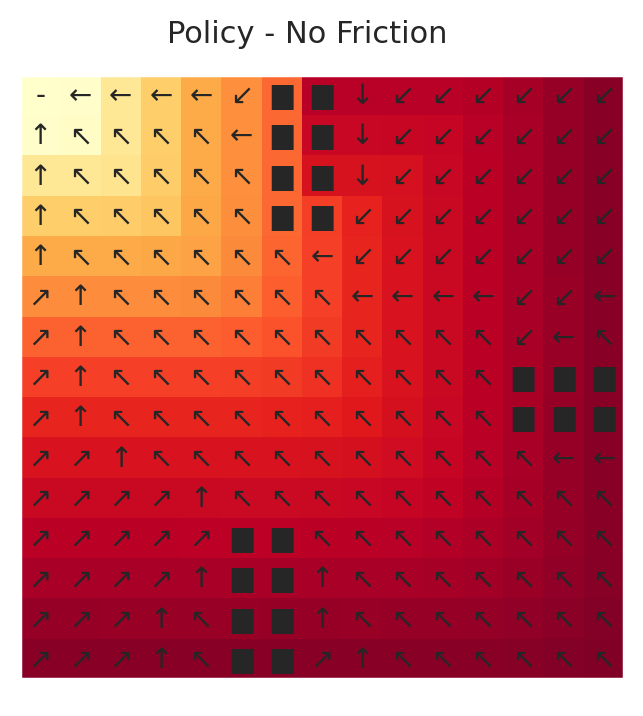 Policy - No Friction
- ← ← ← ← ↙ ■ ■ ↓ ↙ ↙ ↙ ↙ ↙ ↙
↑ ↖ ↖ ↖ ↖ ← ■ ■ ↓ ↙ ↙ ↙ ↙ ↙ ↙
↑ ↖ ↖ ↖ ↖ ↖ ■ ■ ↓ ↙ ↙ ↙ ↙ ↙ ↙
↑ ↖ ↖ ↖ ↖ ↖ ■ ■ ↙ ↙ ↙ ↙ ↙ ↙ ↙
↑ ↖ ↖ ↖ ↖ ↖ ↖ ← ↙ ↙ ↙ ↙ ↙ ↙ ↙
↗ ↑ ↖ ↖ ↖ ↖ ↖ ↖ ← ← ← ← ↙ ↙ ←
↗ ↑ ↖ ↖ ↖ ↖ ↖ ↖ ↖ ↖ ↖ ↖ ↙ ← ↖
↗ ↑ ↖ ↖ ↖ ↖ ↖ ↖ ↖ ↖ ↖ ↖ ■ ■ ■
↗ ↑ ↖ ↖ ↖ ↖ ↖ ↖ ↖ ↖ ↖ ↖ ■ ■ ■
↗ ↗ ↑ ↖ ↖ ↖ ↖ ↖ ↖ ↖ ↖ ↖ ↖ ← ←
↗ ↗ ↗ ↗ ↑ ↖ ↖ ↖ ↖ ↖ ↖ ↖ ↖ ↖ ↖
↗ ↗ ↗ ↗ ↗ ■ ■ ↖ ↖ ↖ ↖ ↖ ↖ ↖ ↖
↗ ↗ ↗ ↗ ↑ ■ ■ ↑ ↖ ↖ ↖ ↖ ↖ ↖ ↖
↗ ↗ ↗ ↑ ↖ ■ ■ ↑ ↖ ↖ ↖ ↖ ↖ ↖ ↖
↗ ↗ ↗ ↑ ↖ ■ ■ ↗ ↑ ↖ ↖ ↖ ↖ ↖ ↖